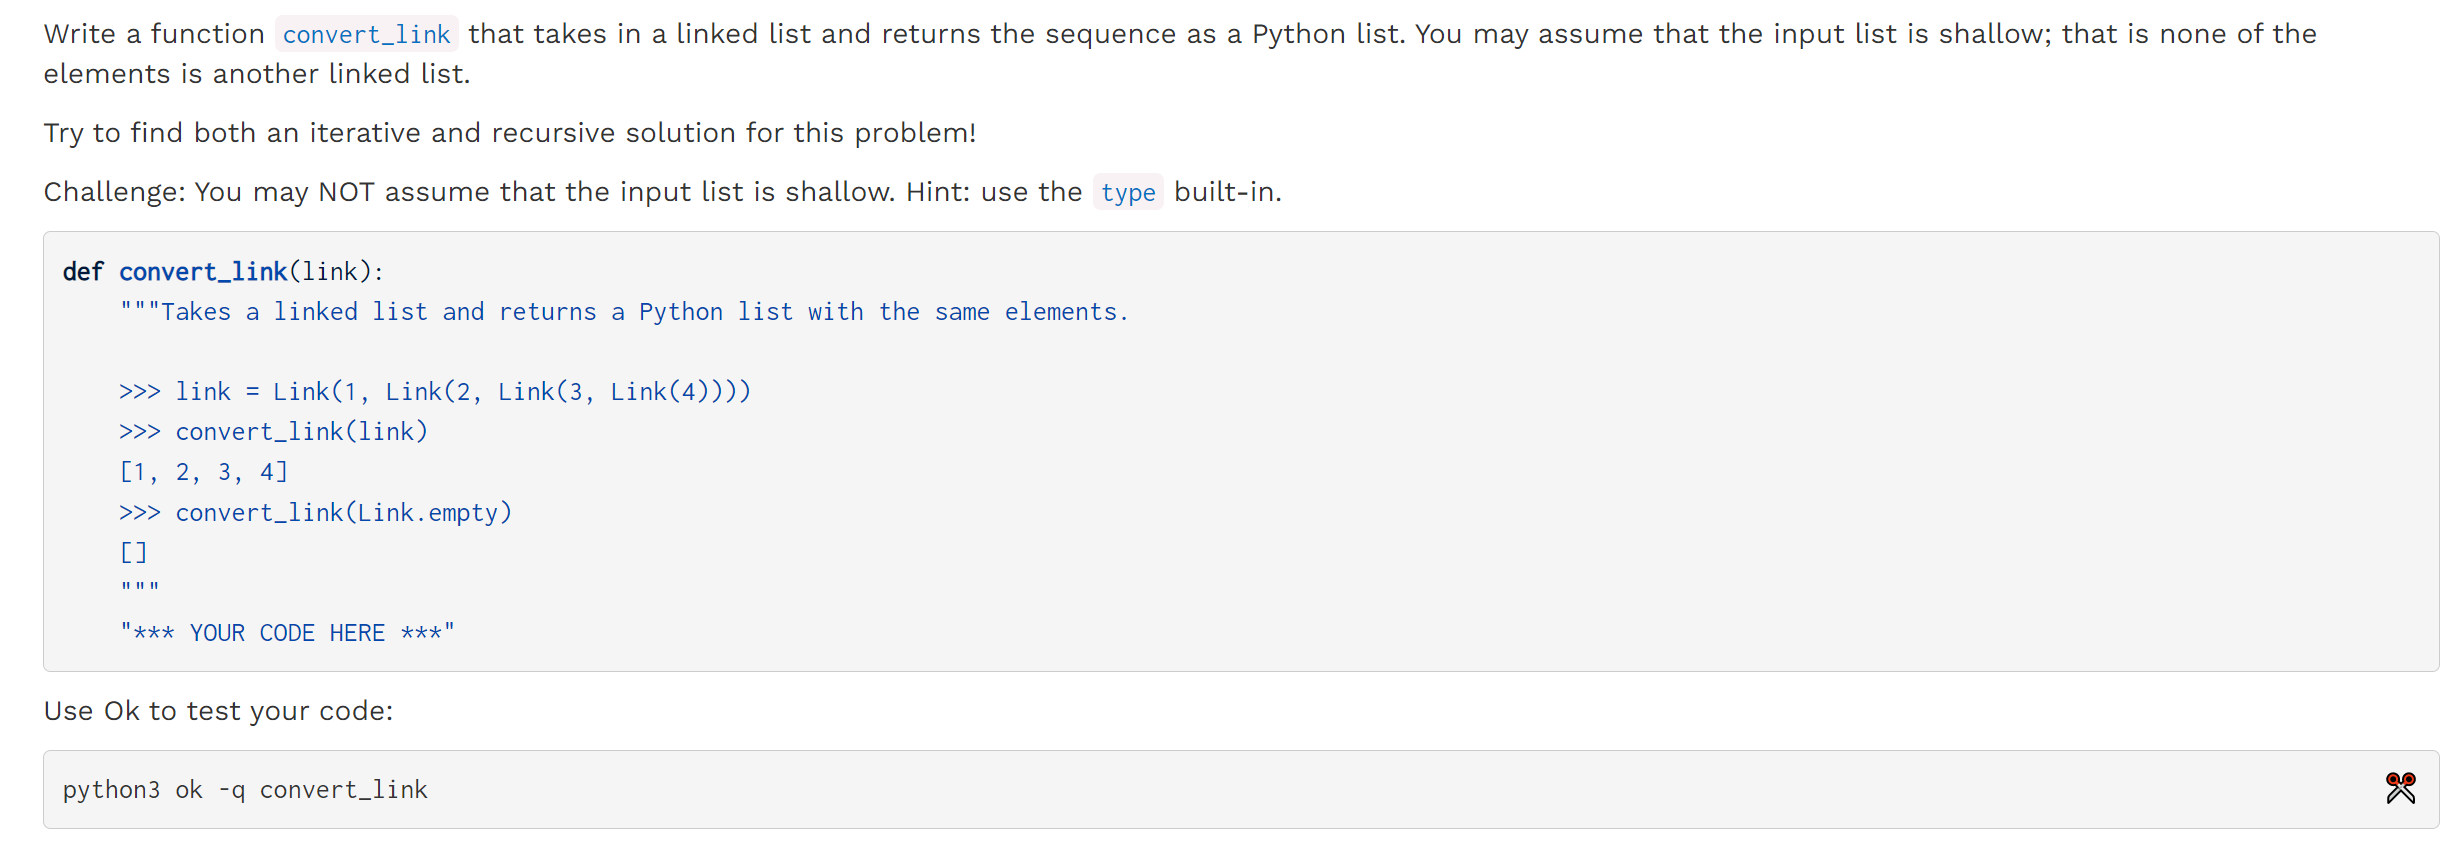 Write a function convert_link that takes in a linked list and returns the sequence as a Python list. You may assume that the input list is shallow; that is none of the
elements is another linked list.
Try to find both an iterative and recursive solution for this problem!
Challenge: You may NOT assume that the input list is shallow. Hint: use the type built-in.
def convert_link(link):
    """Takes a linked list and returns a Python list with the same elements.

    >>> link = Link(1, Link(2, Link(3, Link(4))))
    >>> convert_link(link)
    [1, 2, 3, 4]
    >>> convert_link(Link.empty)
    []
    """
    "*** YOUR CODE HERE ***"
Use Ok to test your code:
python3 ok -q convert_link